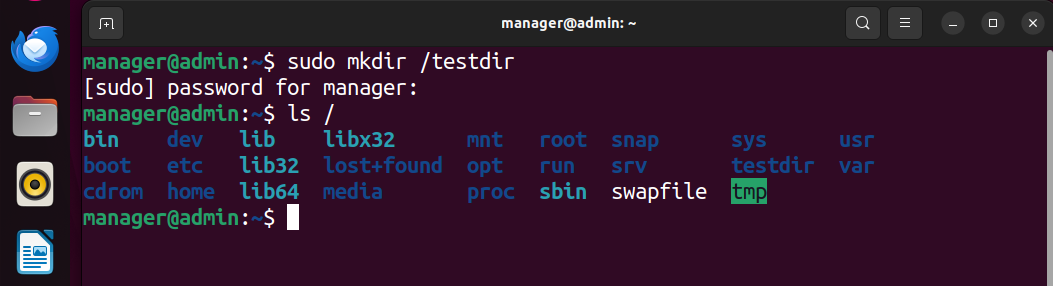 manager@admin: ~
manager@admin:~$ sudo mkdir /testdir
[sudo] password for manager:
manager@admin:~$ ls /
bin dev lib libx32 mnt root snap sys usr
boot etc lib32 lost+found opt run srv testdir var
cdrom home lib64 media proc sbin swapfile tmp
manager@admin:~$